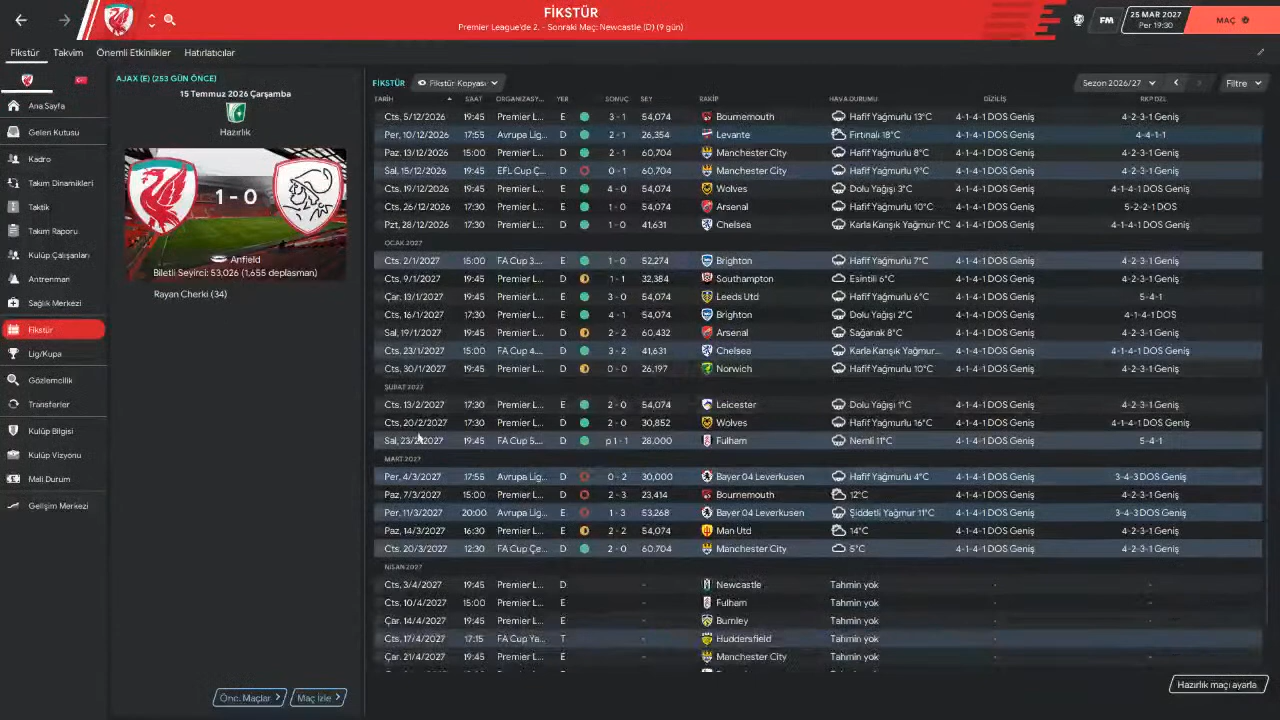 FİKSTÜR
Premier League'de 2. - Sonraki Maç: Newcastle (D) (9 gün)
FM
25 MAR 2027
Per 19:30
MAÇ
Fikstür Takvim Önemli Etkinlikler Hatırlatıcılar
Ana Sayfa
Gelen Kutusu
Kadro
Takım Dinamikleri
Taktik
Takım Raporu
Kulüp Çalışanları
Antrenman
Sağlık Merkezi
Fikstür
Lig/Kupa
Gözlemcilik
Transferler
Kulüp Bilgisi
Kulüp Vizyonu
Mali Durum
Gelişim Merkezi
AJAX (E) (253 GÜN ÖNCE)
15 Temmuz 2026 Çarşamba
Hazırlık
1 - 0
Anfield
Biletli Seyirci: 53,026 (1,655 deplasman)
Rayan Cherki (34)
Önc. Maçlar
Maç İzle
FİKSTÜR Fikstür Kopyası Sezon 2026/27 Filtre
TARİH SAAT ORGANİZASY... YER SONUÇ SEY RAKİP HAVA DURUMU DİZİLİŞ RKP DZL
Cts, 5/12/2026 19:45 Premier L... E 3 - 1 54,074 Bournemouth Hafif Yağmurlu 13°C 4-1-4-1 DOS Geniş 4-2-3-1 Geniş
Per, 10/12/2026 17:55 Avrupa Lig... D 2 - 1 26,354 Levante Fırtınalı 18°C 4-1-4-1 DOS Geniş 4-4-1-1
Paz, 13/12/2026 15:00 Premier L... D 2 - 1 60,704 Manchester City Hafif Yağmurlu 8°C 4-1-4-1 DOS Geniş 4-2-3-1 Geniş
Sal, 15/12/2026 19:45 EFL Cup Ç... D 0 - 1 60,704 Manchester City Hafif Yağmurlu 9°C 4-1-4-1 DOS Geniş 4-2-3-1 Geniş
Cts, 19/12/2026 19:45 Premier L... E 4 - 0 54,074 Wolves Dolu Yağışı 3°C 4-1-4-1 DOS Geniş 4-1-4-1 DOS Geniş
Cts, 26/12/2026 17:30 Premier L... E 1 - 0 54,074 Arsenal Hafif Yağmurlu 10°C 4-1-4-1 DOS Geniş 5-2-2-1 DOS
Pzt, 28/12/2026 17:30 Premier L... D 1 - 0 41,631 Chelsea Karla Karışık Yağmur 1°C 4-1-4-1 DOS Geniş 4-2-3-1 Geniş
OCAK 2027
Cts, 2/1/2027 15:00 FA Cup 3.... E 1 - 0 52,274 Brighton Hafif Yağmurlu 7°C 4-1-4-1 DOS Geniş 4-2-3-1 Geniş
Cts, 9/1/2027 19:45 Premier L... D 1 - 1 32,384 Southampton Esintili 6°C 4-1-4-1 DOS Geniş 4-2-3-1 Geniş
Çar, 13/1/2027 19:45 Premier L... E 3 - 0 54,074 Leeds Utd Hafif Yağmurlu 6°C 4-1-4-1 DOS Geniş 5-4-1
Cts, 16/1/2027 17:30 Premier L... E 4 - 1 54,074 Brighton Dolu Yağışı 2°C 4-1-4-1 DOS Geniş 4-1-4-1 DOS
Sal, 19/1/2027 19:45 Premier L... D 2 - 2 60,432 Arsenal Sağanak 8°C 4-1-4-1 DOS Geniş 4-2-3-1 Geniş
Cts, 23/1/2027 15:00 FA Cup 4.... D 3 - 2 41,631 Chelsea Karla Karışık Yağmur... 4-1-4-1 DOS Geniş 4-1-4-1 DOS Geniş
Cts, 30/1/2027 19:45 Premier L... D 0 - 0 26,197 Norwich Hafif Yağmurlu 10°C 4-1-4-1 DOS Geniş 4-2-3-1 Geniş
ŞUBAT 2027
Cts, 13/2/2027 17:30 Premier L... E 2 - 0 54,074 Leicester Dolu Yağışı 1°C 4-1-4-1 DOS Geniş 4-2-3-1 Geniş
Cts, 20/2/2027 17:30 Premier L... D 2 - 0 30,852 Wolves Hafif Yağmurlu 16°C 4-1-4-1 DOS Geniş 4-2-3-1 Geniş
Sal, 23/2/2027 19:45 FA Cup 5.... D p 1 - 1 28,000 Fulham Nemli 11°C 4-1-4-1 DOS Geniş 5-4-1
MART 2027
Per, 4/3/2027 17:55 Avrupa Lig... D 0 - 2 30,000 Bayer 04 Leverkusen Hafif Yağmurlu 4°C 4-1-4-1 DOS Geniş 3-4-3 DOS Geniş
Paz, 7/3/2027 15:00 Premier L... D 2 - 3 23,414 Bournemouth 12°C 4-1-4-1 DOS Geniş 4-2-3-1 Geniş
Per, 11/3/2027 20:00 Avrupa Lig... E 1 - 3 53,268 Bayer 04 Leverkusen Şiddetli Yağmur 11°C 4-1-4-1 DOS Geniş 3-4-3 DOS Geniş
Paz, 14/3/2027 16:30 Premier L... E 2 - 2 54,074 Man Utd 14°C 4-1-4-1 DOS Geniş 4-2-3-1 Geniş
Cts, 20/3/2027 12:30 FA Cup Çe... D 2 - 0 60,704 Manchester City 5°C 4-1-4-1 DOS Geniş 4-2-3-1 Geniş
NİSAN 2027
Cts, 3/4/2027 19:45 Premier L... D - Newcastle Tahmin yok - -
Cts, 10/4/2027 15:00 Premier L... E - Fulham Tahmin yok - -
Çar, 14/4/2027 19:45 Premier L... E - Burnley Tahmin yok - -
Cts, 17/4/2027 17:15 FA Cup Ya... T - Huddersfield Tahmin yok - -
Çar, 21/4/2027 19:45 Premier L... E - Manchester City Tahmin yok - -
Hazırlık maçı ayarla